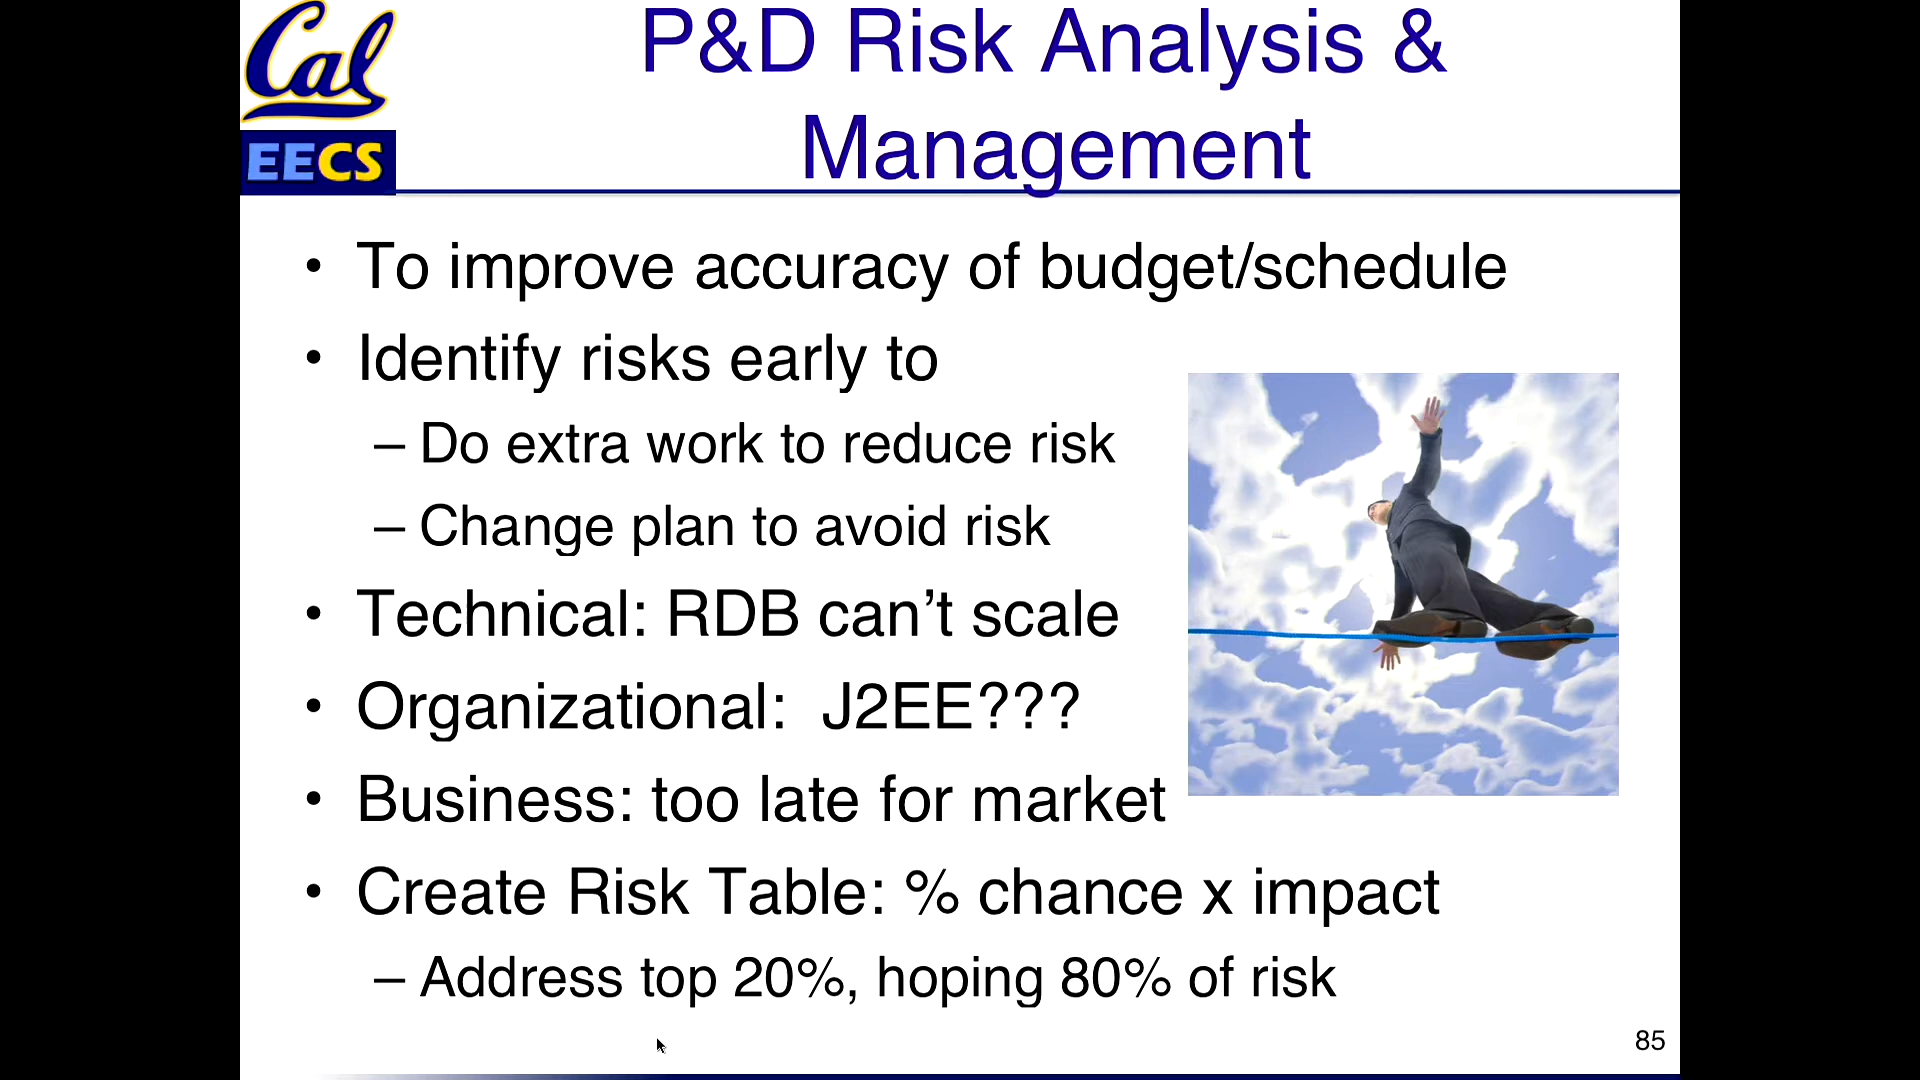 Cal
EECS
P&D Risk Analysis &
Management
• To improve accuracy of budget/schedule
• Identify risks early to
– Do extra work to reduce risk
– Change plan to avoid risk
• Technical: RDB can’t scale
• Organizational:  J2EE???
• Business: too late for market
• Create Risk Table: % chance x impact
– Address top 20%, hoping 80% of risk
85